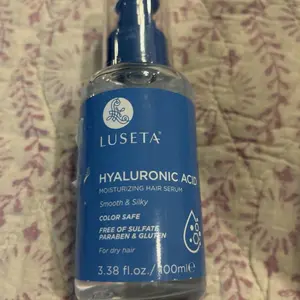 LUSETA
HYALURONIC ACID
MOISTURIZING HAIR SERUM
Smooth & Silky
COLOR SAFE
FREE OF SULFATE,
PARABEN & GLUTEN
For dry hair
3.38 fl.oz./100ml℮